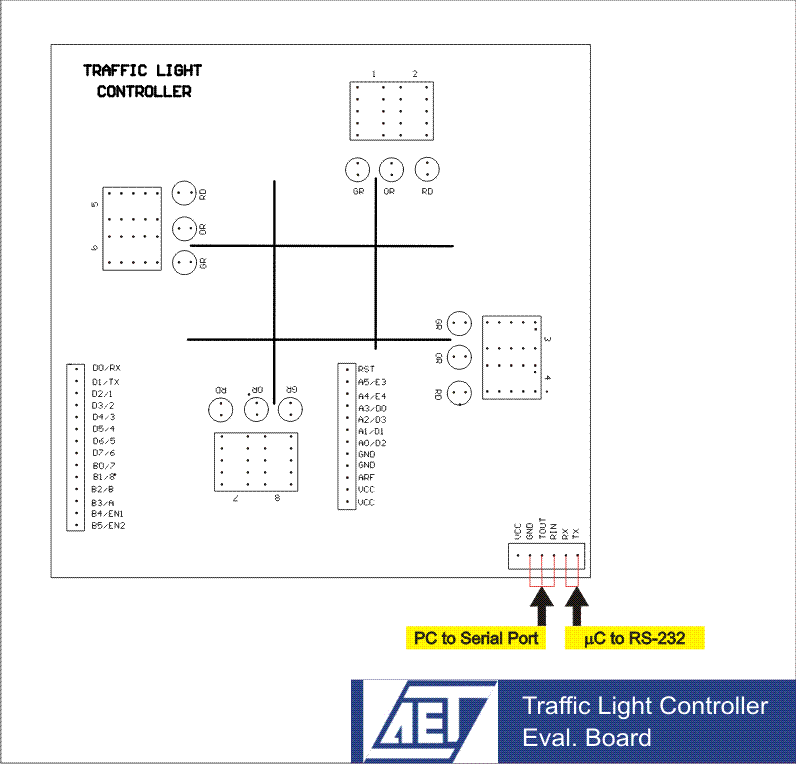 TRAFFIC LIGHT
CONTROLLER
1 2
GR OR RD
5
6
RD
OR
GR
GR
OR
RD
3
4
RD OR GR
7 8
D0/RX
D1/TX
D2/1
D3/2
D4/3
D5/4
D6/5
D7/6
B0/7
B1/8*
B2/B
B3/A
B4/EN1
B5/EN2
RST
A5/E3
A4/E4
A3/D0
A2/D3
A1/D1
A0/D2
GND
GND
ARF
VCC
VCC
VCC
GND
TOUT
RIN
RX
TX
PC to Serial Port
µC to RS-232
AET
Traffic Light Controller
Eval. Board